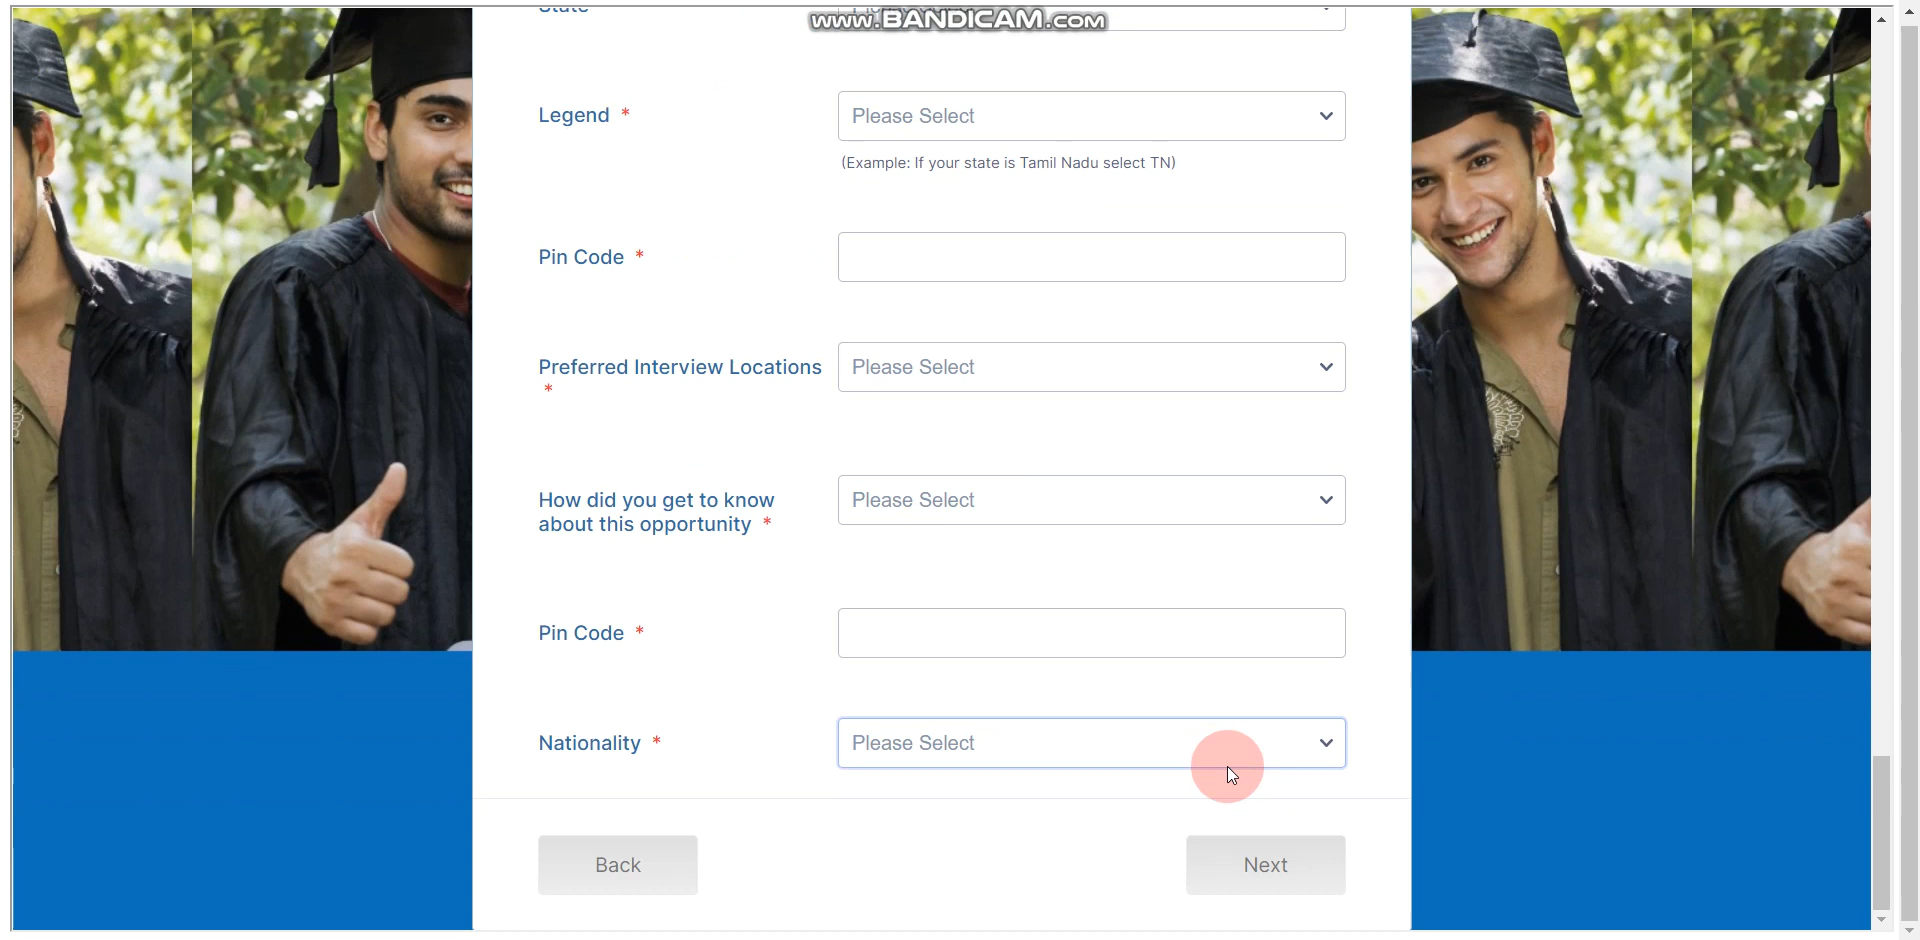 State
www.BANDICAM.com
Legend *
Please Select
(Example: If your state is Tamil Nadu select TN)
Pin Code *
Preferred Interview Locations
*
Please Select
How did you get to know
about this opportunity *
Please Select
Pin Code *
Nationality *
Please Select
Back
Next